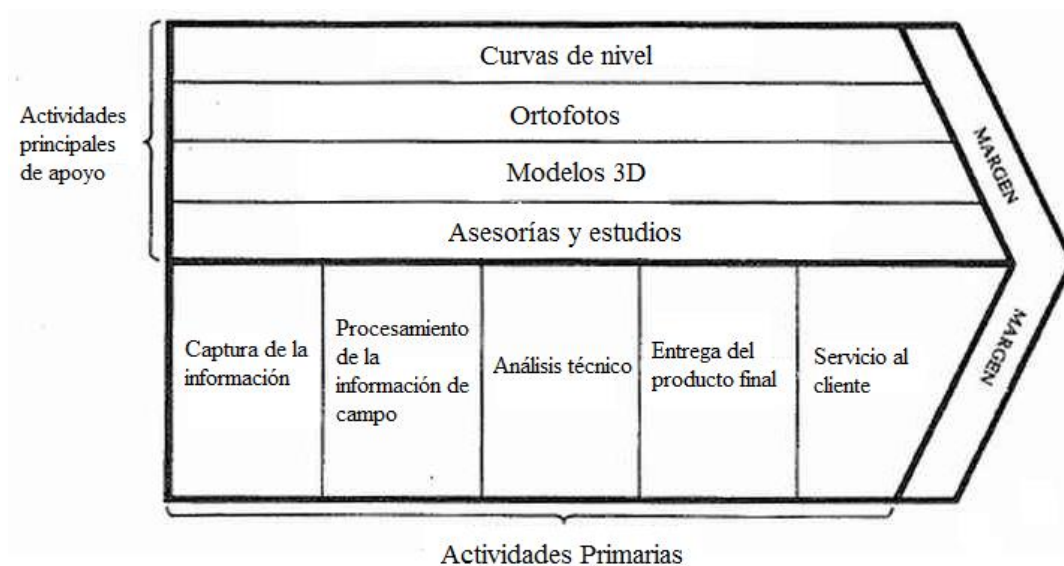 Curvas de nivel
Ortofotos
Modelos 3D
Asesorías y estudios
Actividades
principales
de apoyo
MARGEN
MARGEN
Captura de la
información
Procesamiento
de la
información de
campo
Análisis técnico
Entrega del
producto final
Servicio al
cliente
Actividades Primarias